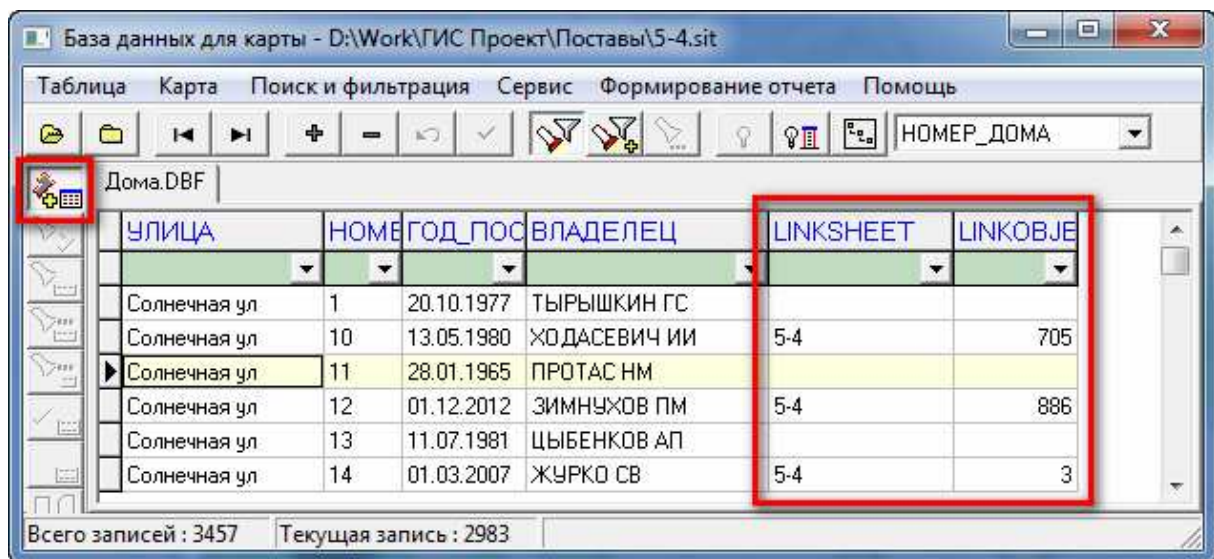 База данных для карты - D:\Work\ГИС Проект\Поставы\5-4.sit
Таблица Карта Поиск и фильтрация Сервис Формирование отчета Помощь
НОМЕР_ДОМА
Дома.DBF
УЛИЦА НОМЕ ГОД_ПОС ВЛАДЕЛЕЦ LINKSHEET LINKOBJE
Солнечная ул 1 20.10.1977 ТЫРЫШКИН ГС
Солнечная ул 10 13.05.1980 ХОДАСЕВИЧ ИИ 5-4 705
Солнечная ул 11 28.01.1965 ПРОТАС НМ
Солнечная ул 12 01.12.2012 ЗИМНУХОВ ПМ 5-4 886
Солнечная ул 13 11.07.1981 ЦЫБЕНКОВ АП
Солнечная ул 14 01.03.2007 ЖУРКО СВ 5-4 3
Всего записей : 3457 Текущая запись : 2983